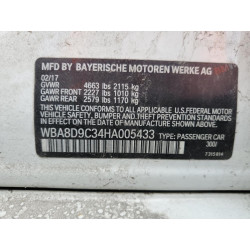 MFD BY BAYERISCHE MOTOREN WERKE AG
02/17
GVWR 4663 lbs 2115 kg
GAWR FRONT 2227 lbs 1010 kg
GAWR REAR 2579 lbs 1170 kg
THIS VEHICLE CONFORMS TO ALL APPLICABLE
FEDERAL MOTOR VEHICLE SAFETY, BUMPER AND
THEFT PREVENTION STANDARDS IN EFFECT ON THE
DATE OF MANUFACTURE SHOWN ABOVE.
WBA8D9C34HA005433 TYPE: PASSENGER CAR
300/